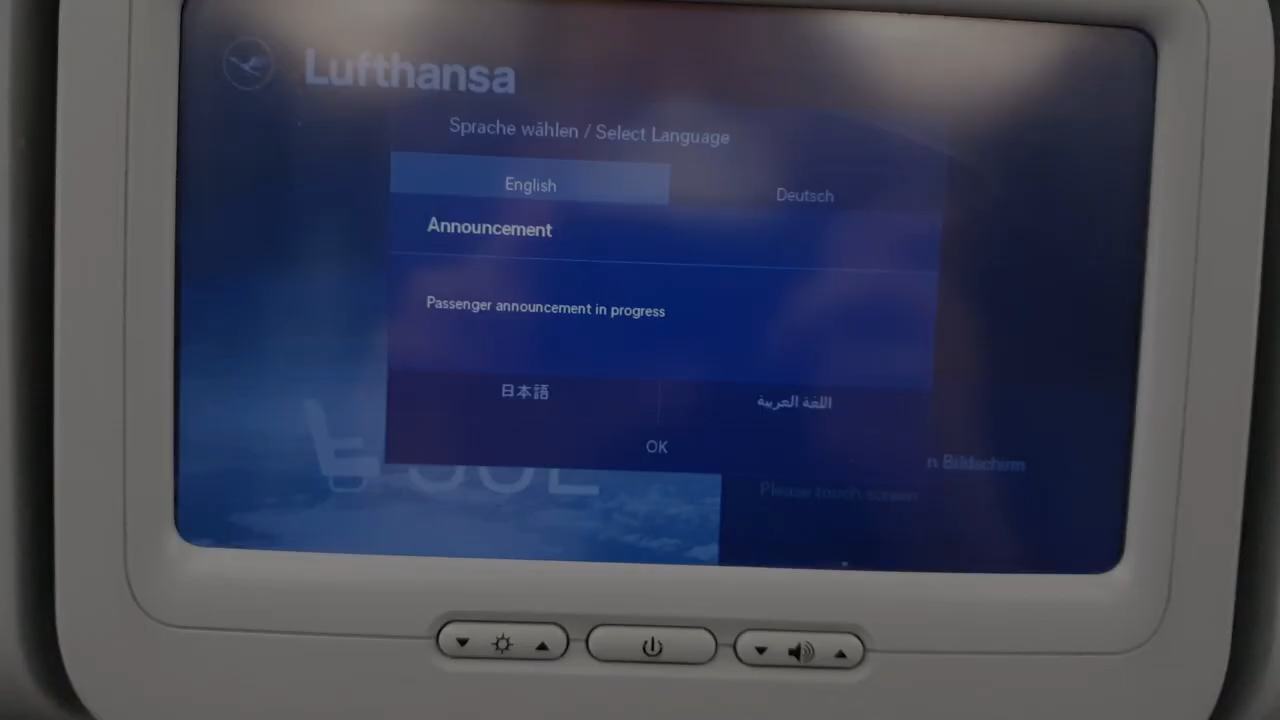 Lufthansa
Sprache wählen / Select Language
English
Deutsch
Announcement
Passenger announcement in progress
日本語
اللغة العربية
OK
n Bildschirm
Please touch screen